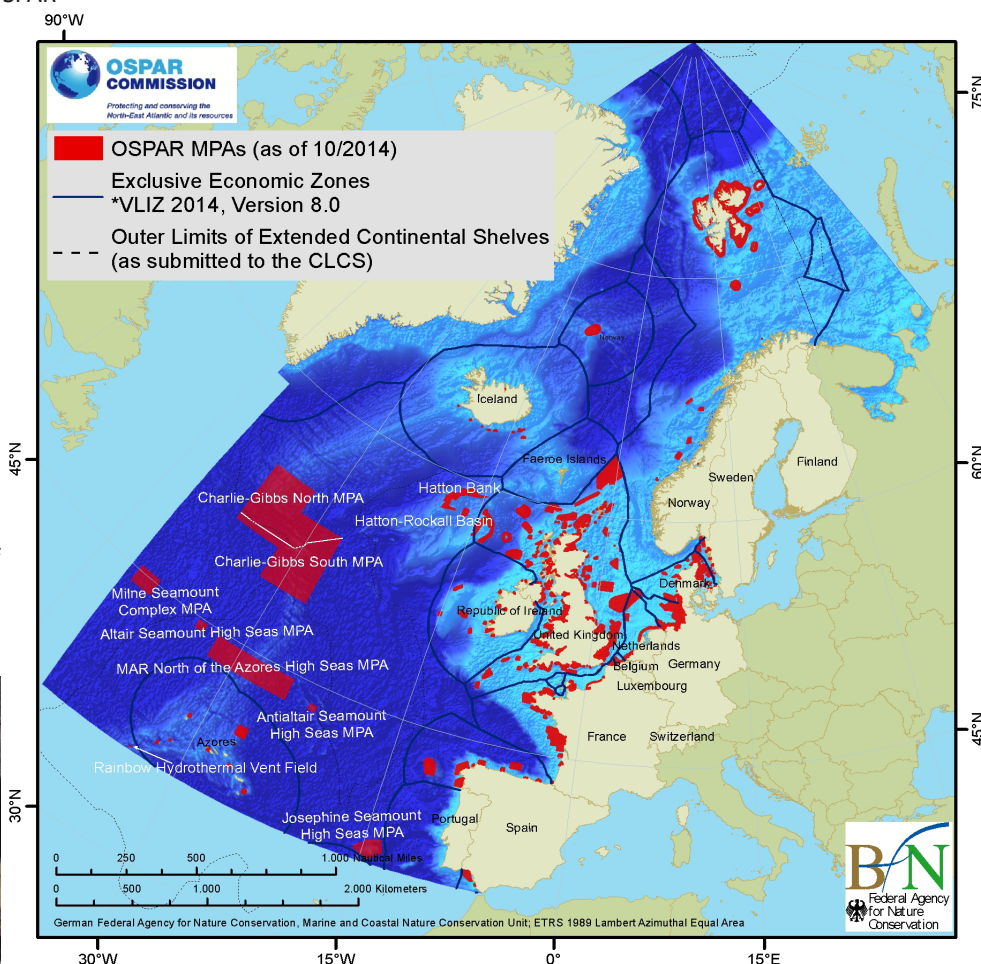 90°W
OSPAR
COMMISSION
Protecting and conserving the
North-East Atlantic and its resources
75°N
OSPAR MPAs (as of 10/2014)
Exclusive Economic Zones
*VLIZ 2014, Version 8.0
Outer Limits of Extended Continental Shelves
(as submitted to the CLCS)
Norway
Iceland
45°N
60°N
Faeroe Islands
Finland
Sweden
Norway
Hatton Bank
Charlie-Gibbs North MPA
Hatton-Rockall Basin
Charlie-Gibbs South MPA
Denmark
Milne Seamount
Complex MPA
Republic of Ireland
Altair Seamount High Seas MPA
United Kingdom
Netherlands
MAR North of the Azores High Seas MPA
Belgium
Germany
Luxembourg
Antialtair Seamount
High Seas MPA
Azores
France
Switzerland
45°N
Rainbow Hydrothermal Vent Field
30°N
Josephine Seamount
High Seas MPA
Portugal
Spain
0 250 500 1.000 Nautical Miles
0 500 1.000 2.000 Kilometers
BfN
Federal Agency
for Nature
Conservation
German Federal Agency for Nature Conservation, Marine and Coastal Nature Conservation Unit; ETRS 1989 Lambert Azimuthal Equal Area
30°W
15°W
0°
15°E